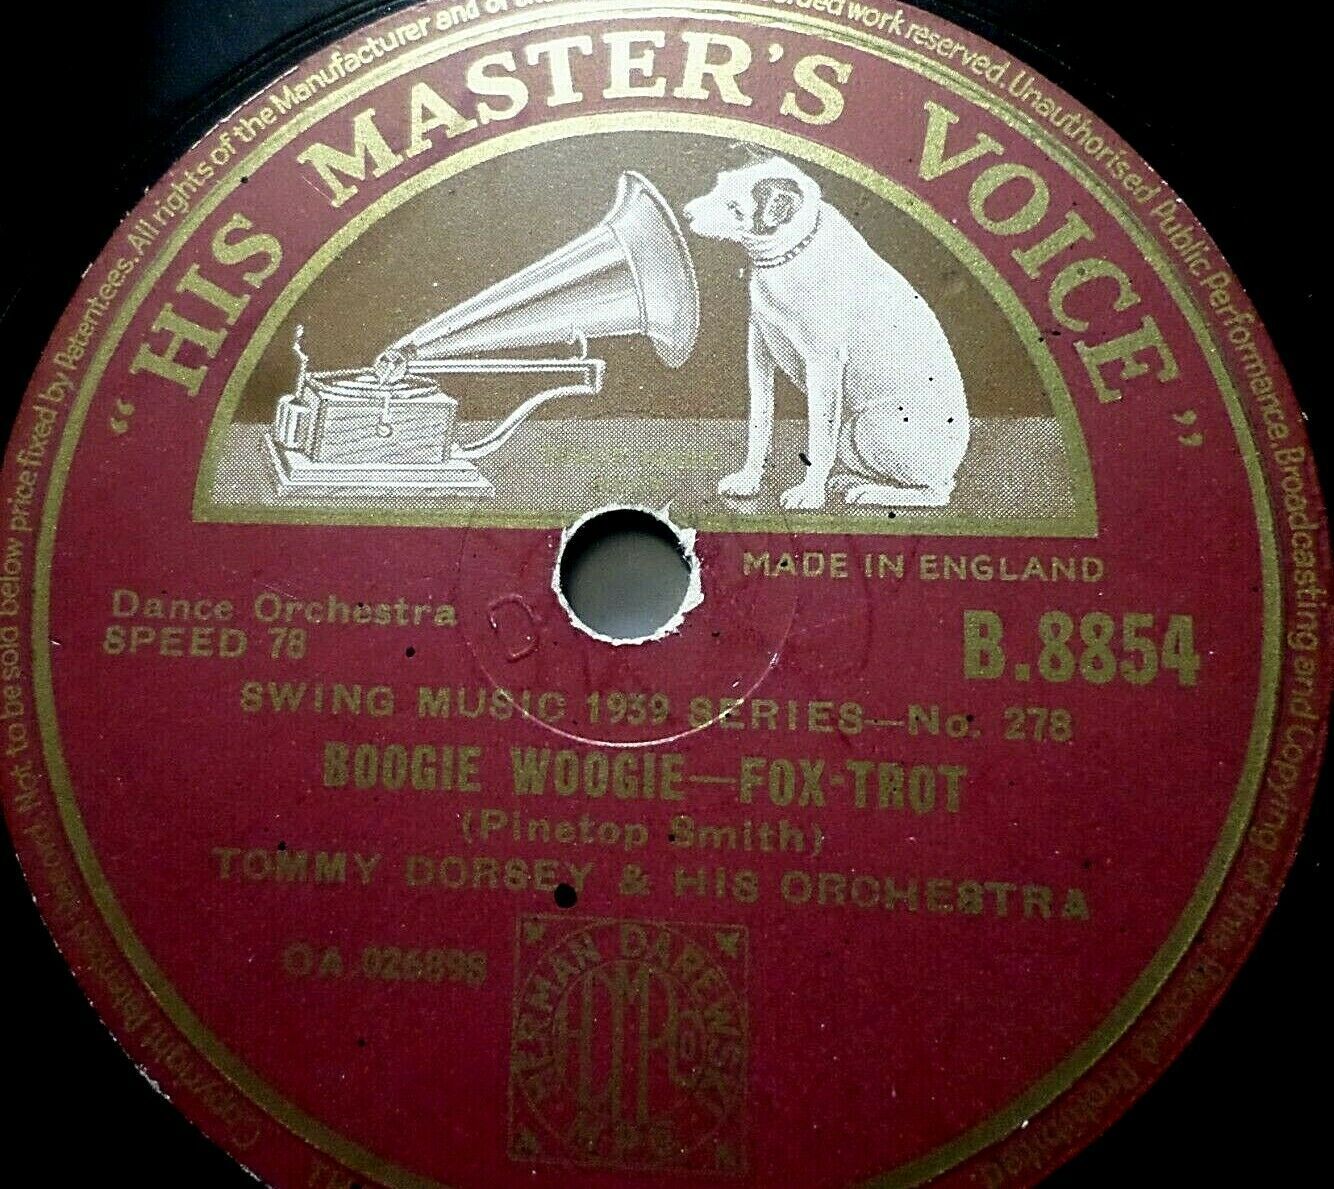 “HIS MASTER'S VOICE”
price fixed by Patentees. All rights of the Manufacturer and of
work reserved. Unauthorised Public Performance, Broadcasting and Copying of this Record Prohibited.
Not to be sold below
MADE IN ENGLAND
Dance Orchestra
SPEED 78
B.8854
SWING MUSIC 1939 SERIES—No. 278
BOOGIE WOOGIE—FOX-TROT
(Pinetop Smith)
TOMMY DORSEY & HIS ORCHESTRA
HERMAN DAREWSKI